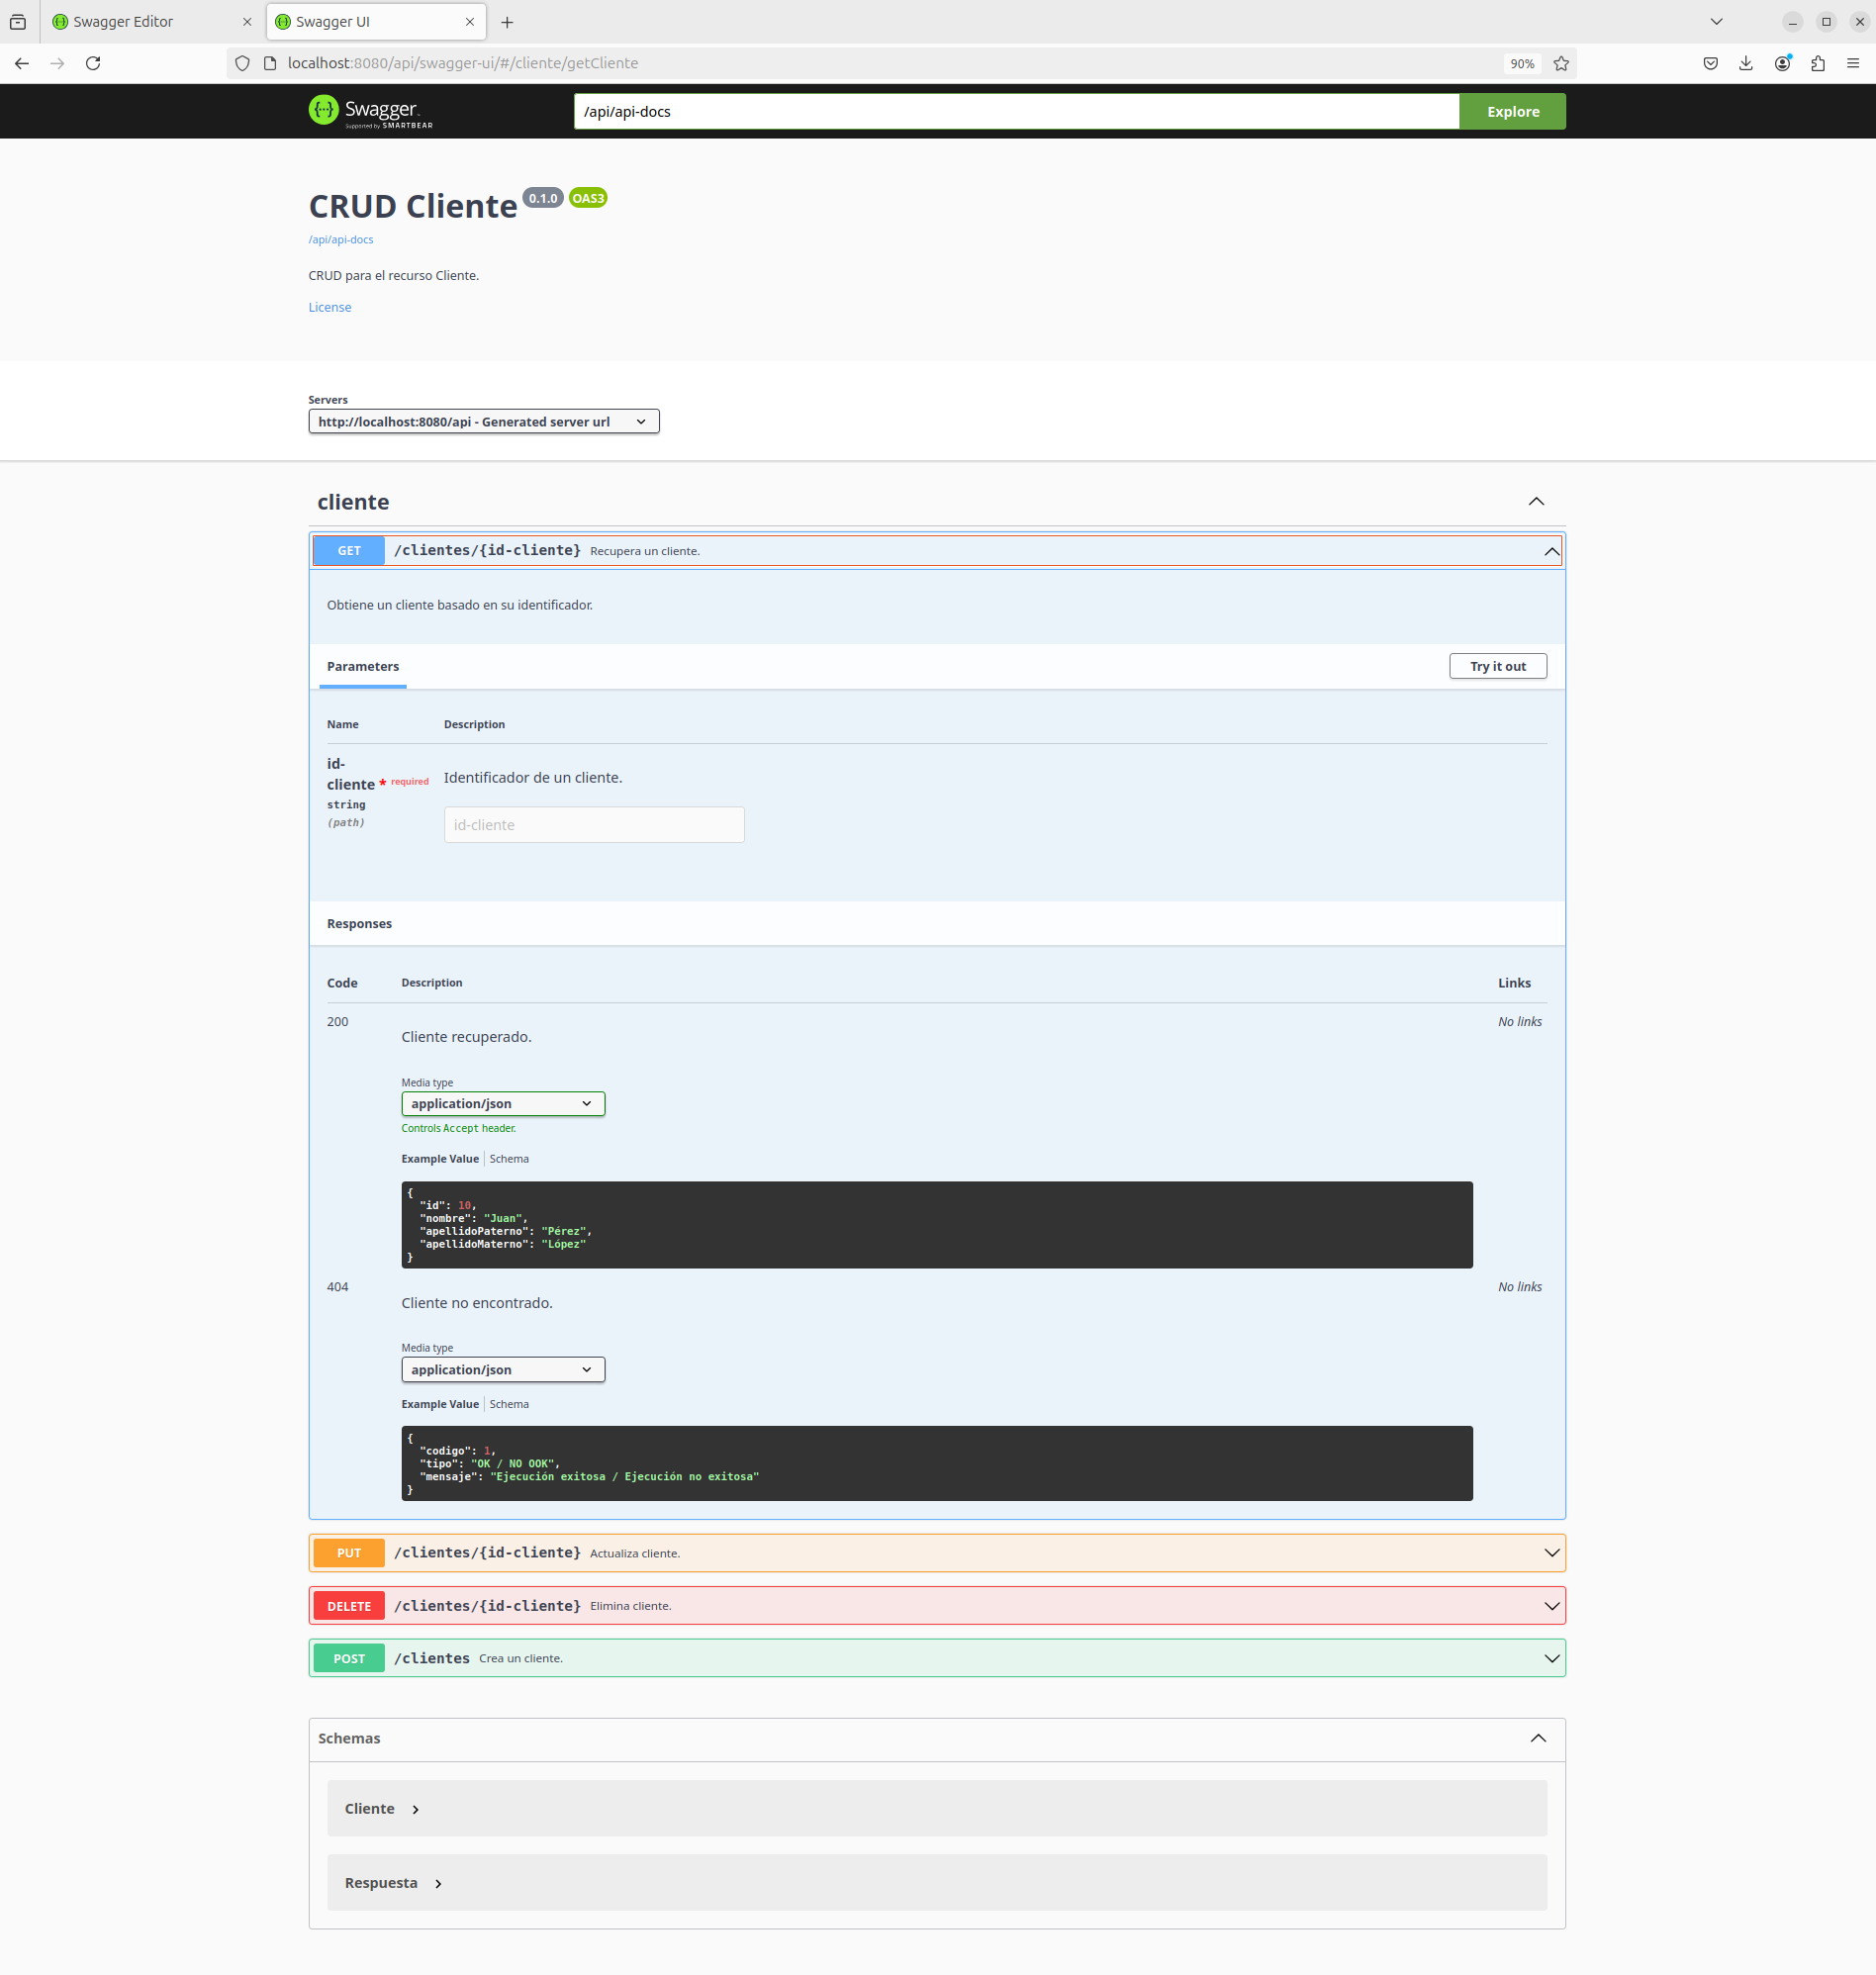 Swagger Editor
Swagger UI
localhost:8080/api/swagger-ui/#/cliente/getCliente
90%
Swagger
Supported by SMARTBEAR
/api/api-docs
Explore
CRUD Cliente 0.1.0 OAS3
/api/api-docs
CRUD para el recurso Cliente.
License
Servers
http://localhost:8080/api - Generated server url
cliente
GET /clientes/{id-cliente} Recupera un cliente.
Obtiene un cliente basado en su identificador.
Parameters
Try it out
Name Description
id-
cliente * required
string
(path)
Identificador de un cliente.
id-cliente
Responses
Code Description Links
200
Cliente recuperado.
No links
Media type
application/json
Controls Accept header.
Example Value Schema
{
"id": 10,
"nombre": "Juan",
"apellidoPaterno": "Pérez",
"apellidoMaterno": "López"
}
404
Cliente no encontrado.
No links
Media type
application/json
Example Value Schema
{
"codigo": 1,
"tipo": "OK / NO OOK",
"mensaje": "Ejecución exitosa / Ejecución no exitosa"
}
PUT /clientes/{id-cliente} Actualiza cliente.
DELETE /clientes/{id-cliente} Elimina cliente.
POST /clientes Crea un cliente.
Schemas
Cliente
Respuesta